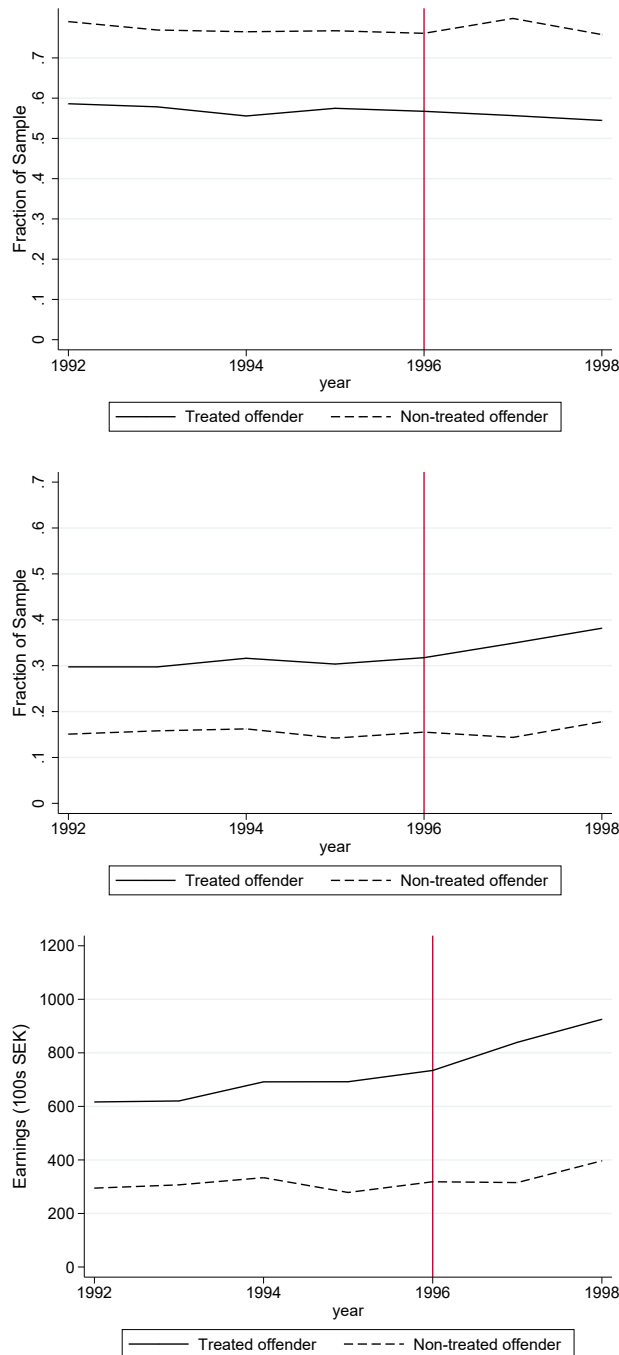 Fraction of Sample
.7
.6
.5
.4
.3
.2
.1
0
1992 1994 1996 1998
year
Treated offender Non-treated offender
Fraction of Sample
.7
.6
.5
.4
.3
.2
.1
0
1992 1994 1996 1998
year
Treated offender Non-treated offender
Earnings (100s SEK)
1200
1000
800
600
400
200
0
1992 1994 1996 1998
year
Treated offender Non-treated offender